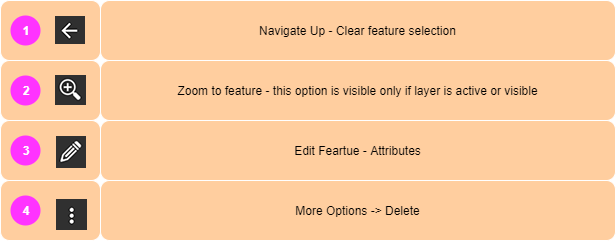 1
Navigate Up - Clear feature selection
2
Zoom to feature - this option is visible only if layer is active or visible
3
Edit Feartue - Attributes
4
More Options -> Delete